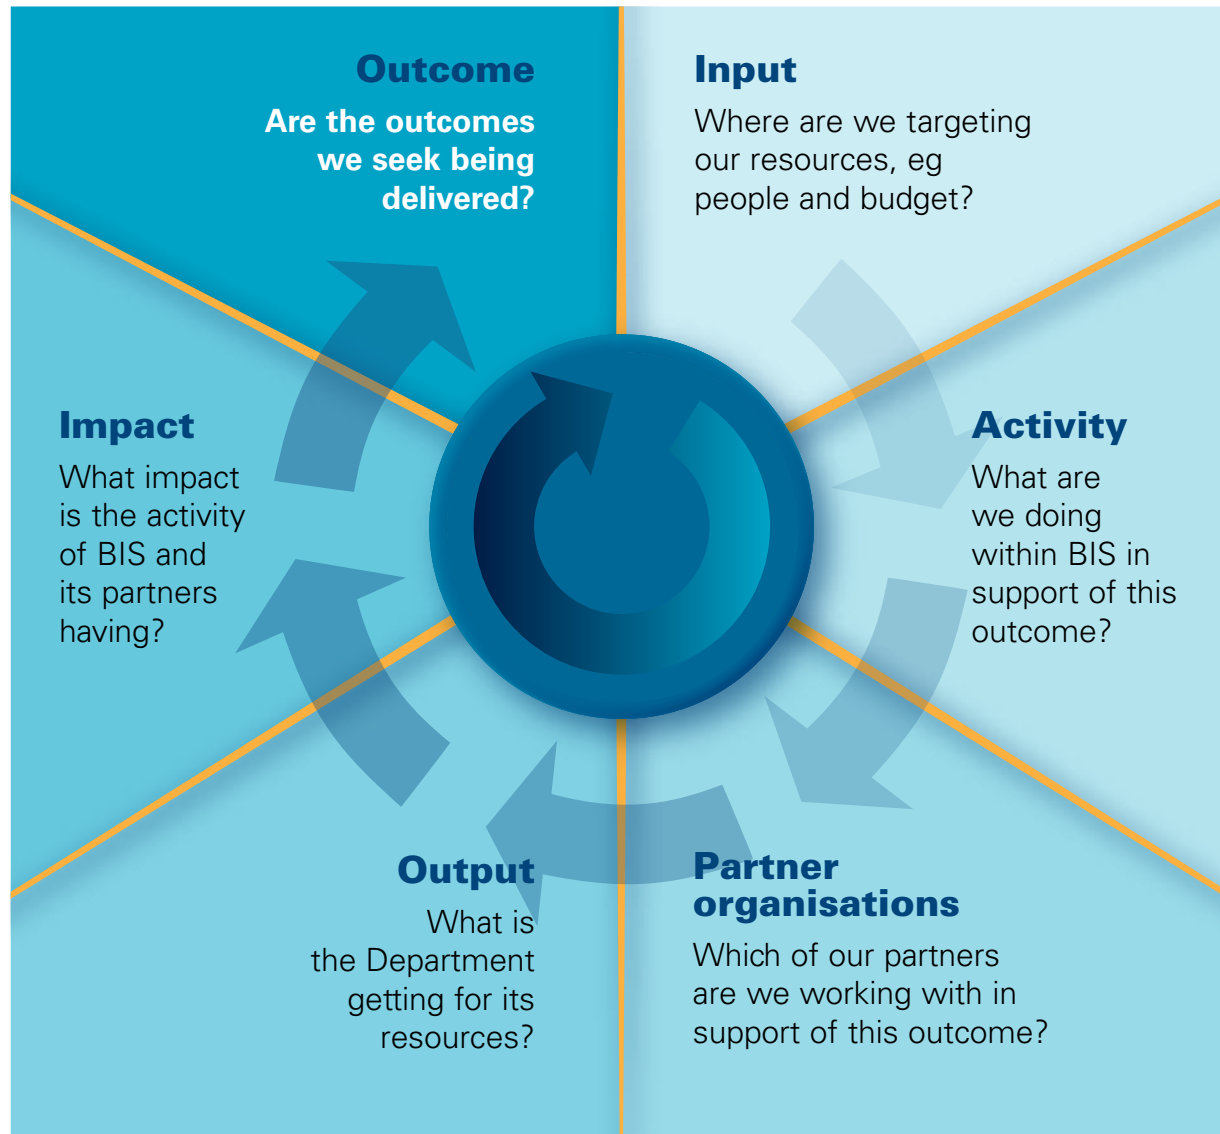 Outcome
Are the outcomes
we seek being
delivered?
Input
Where are we targeting
our resources, eg
people and budget?
Activity
What are
we doing
within BIS in
support of this
outcome?
Partner
organisations
Which of our partners
are we working with in
support of this outcome?
Output
What is
the Department
getting for its
resources?
Impact
What impact
is the activity
of BIS and
its partners
having?